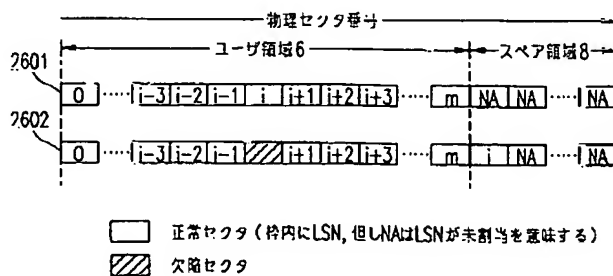 物理セクタ番号
ユーザ領域6 スペア領域8
2601
0 ‥‥ i-3 i-2 i-1 i i+1 i+2 i+3 ‥‥ m NA NA ‥‥ NA
2602
0 ‥‥ i-3 i-2 i-1 i+1 i+2 i+3 ‥‥ m i NA ‥‥ NA
正常セクタ(枠内にLSN, 但しNAはLSNが未割当を意味する)
欠陥セクタ